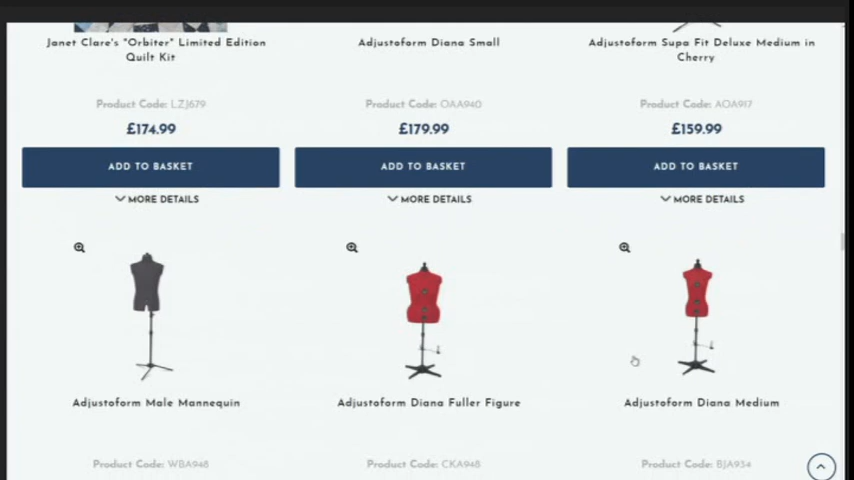 Janet Clare's "Orbiter" Limited Edition
Quilt Kit
Product Code: LZJ679
£174.99
ADD TO BASKET
MORE DETAILS
Adjustoform Diana Small
Product Code: OAA940
£179.99
ADD TO BASKET
MORE DETAILS
Adjustoform Supa Fit Deluxe Medium in
Cherry
Product Code: AOA917
£159.99
ADD TO BASKET
MORE DETAILS
Adjustoform Male Mannequin
Product Code: WBA948
Adjustoform Diana Fuller Figure
Product Code: CKA948
Adjustoform Diana Medium
Product Code: BJA934